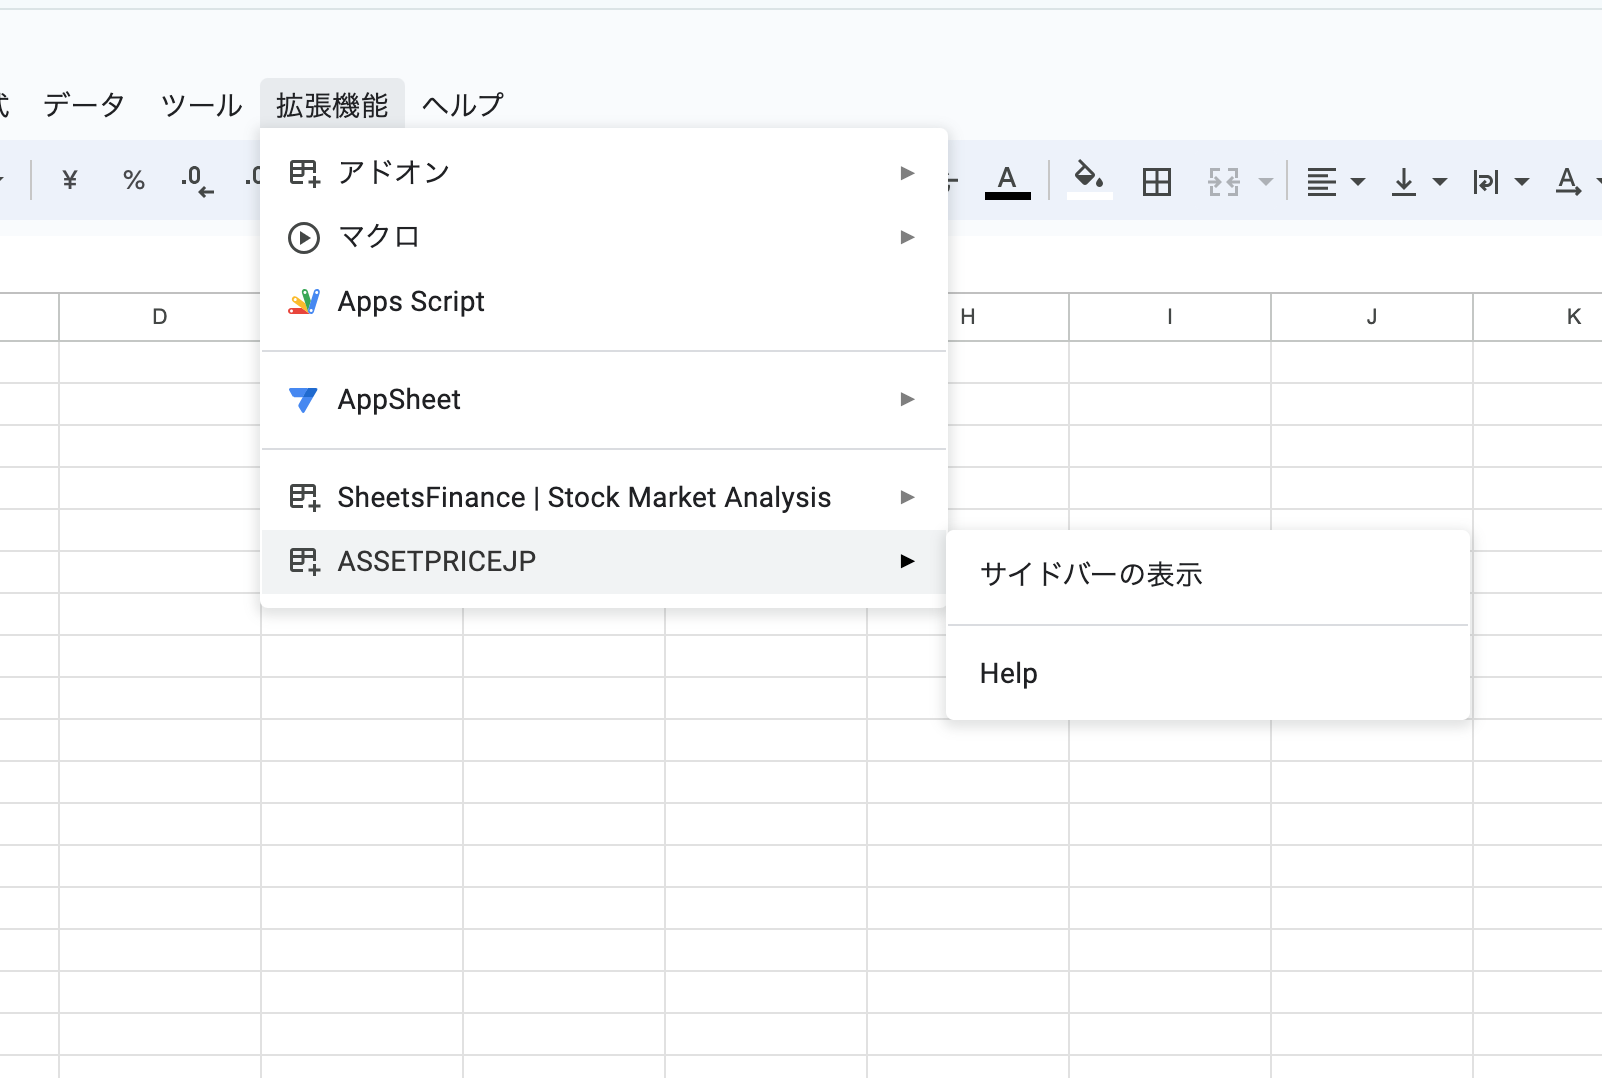 式 データ ツール 拡張機能 ヘルプ
¥ % .0 .0 A A
アドオン
マクロ
Apps Script
AppSheet
SheetsFinance | Stock Market Analysis
ASSETPRICEJP
サイドバーの表示
Help
D H I J K